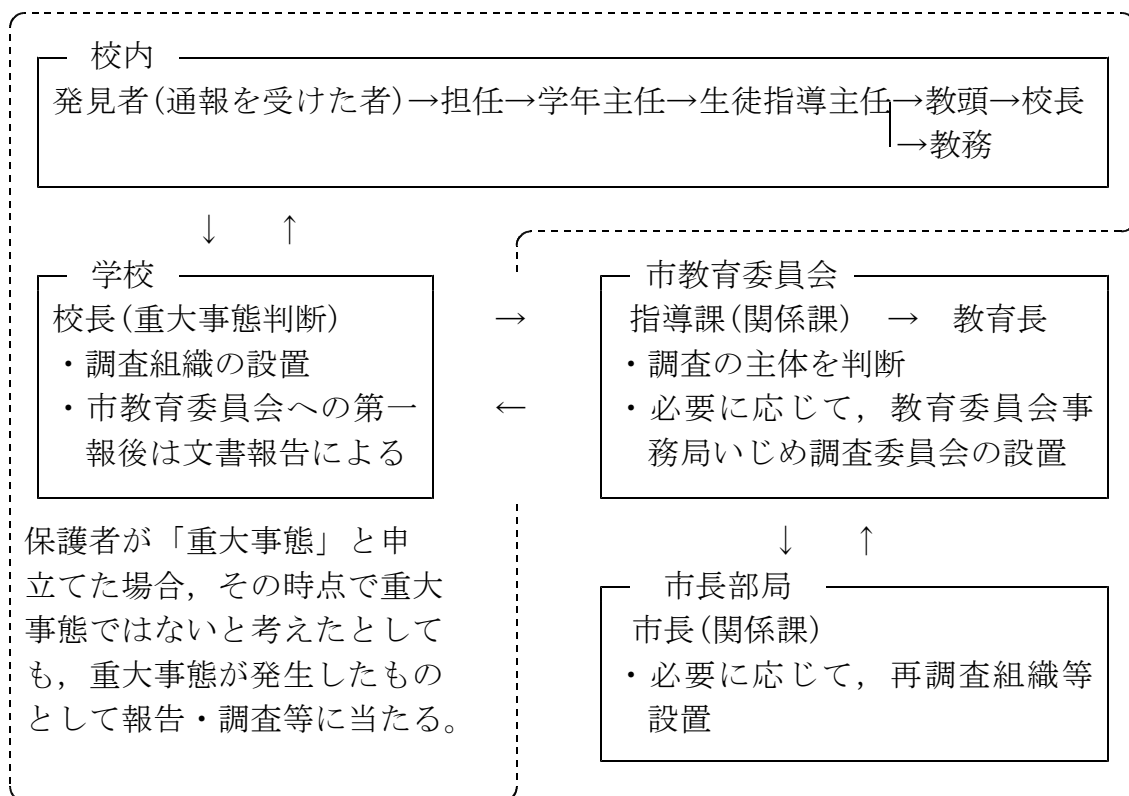 校内
発見者(通報を受けた者)→担任→学年主任→生徒指導主任→教頭→校長
→教務
↓ ↑
学校
校長(重大事態判断)
・調査組織の設置
・市教育委員会への第一
報後は文書報告による
→
←
市教育委員会
指導課(関係課) → 教育長
・調査の主体を判断
・必要に応じて，教育委員会事
務局いじめ調査委員会の設置
保護者が「重大事態」と申
立てた場合，その時点で重大
事態ではないと考えたとして
も，重大事態が発生したもの
として報告・調査等に当たる。
↓ ↑
市長部局
市長(関係課)
・必要に応じて，再調査組織等
設置